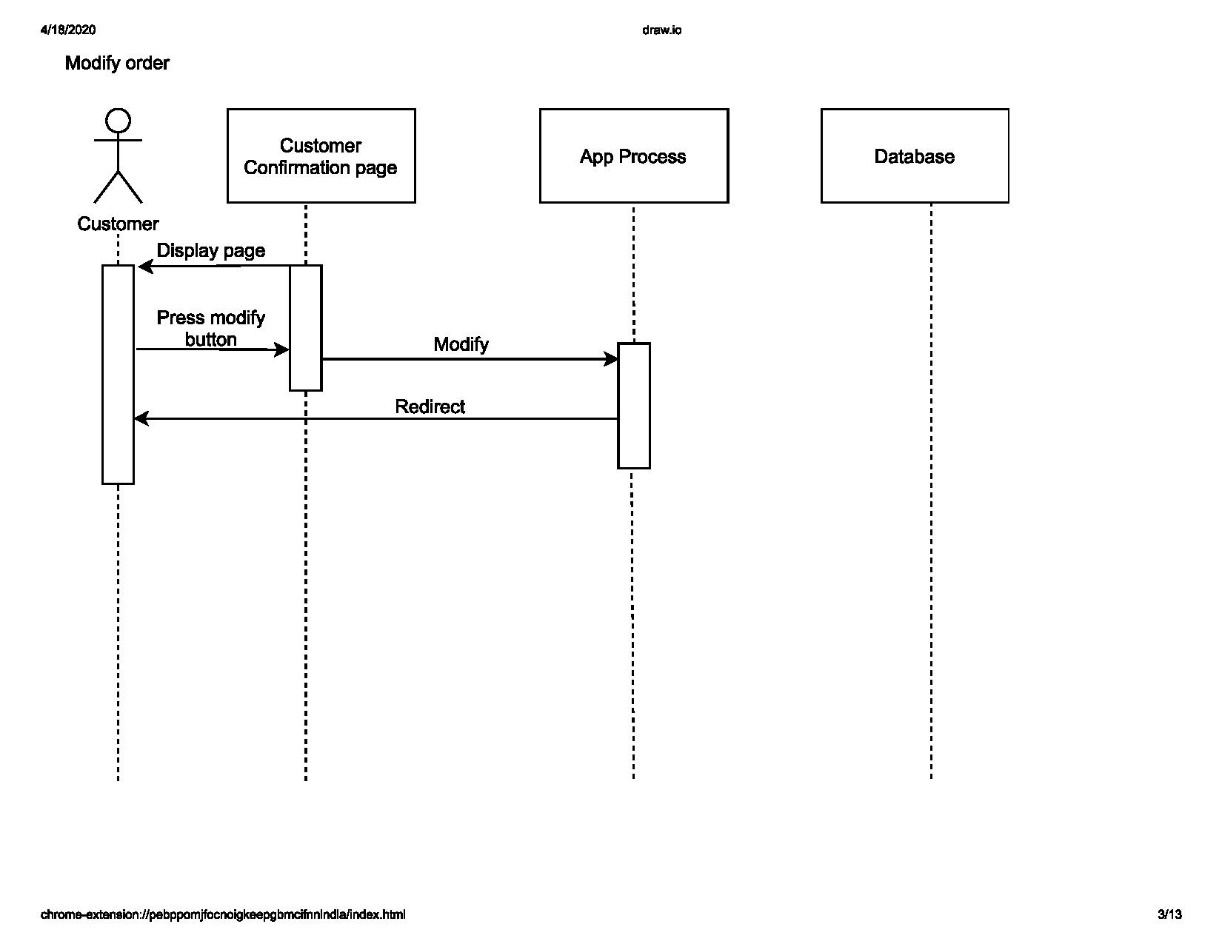 4/18/2020
draw.io
Modify order
Customer
Confirmation page
App Process
Database
Customer
Display page
Press modify
button
Modify
Redirect
chrome-extension://pebppomjfocnoigkeepgbmcifnnlndla/index.html
3/13